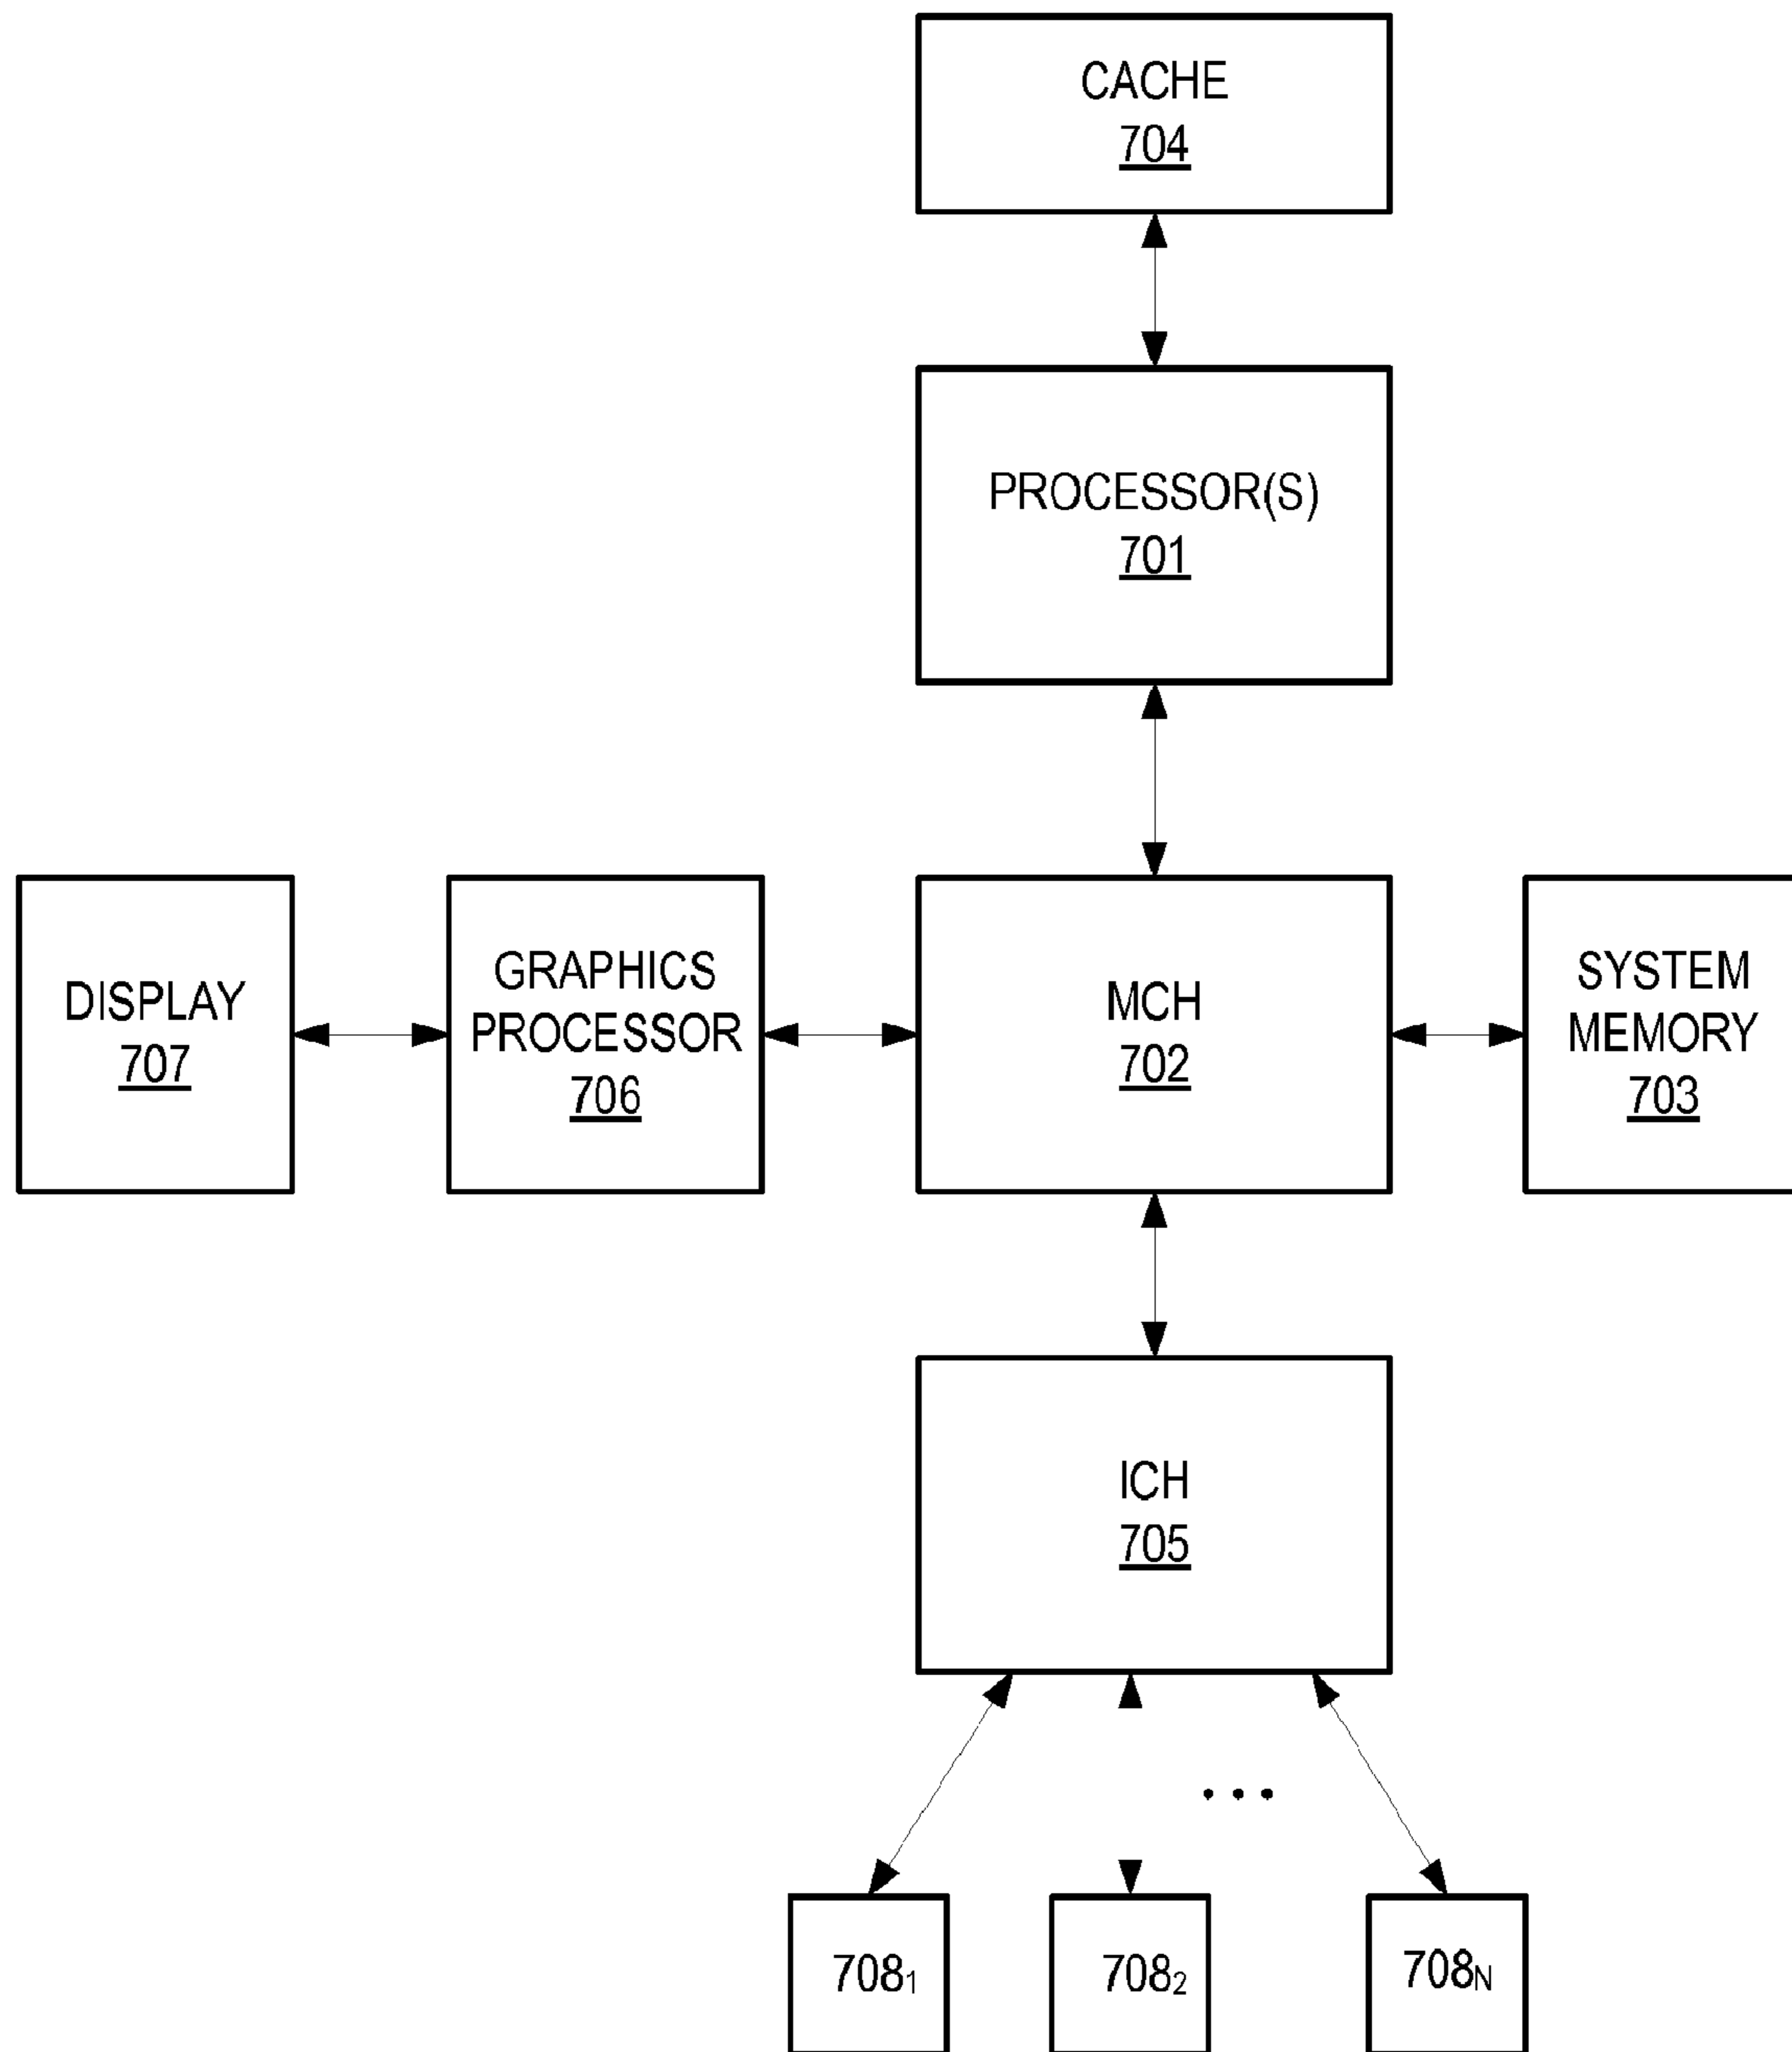 CACHE
704
PROCESSOR(S)
701
DISPLAY
707
GRAPHICS
PROCESSOR
706
MCH
702
SYSTEM
MEMORY
703
ICH
705
...
708₁
708₂
708N